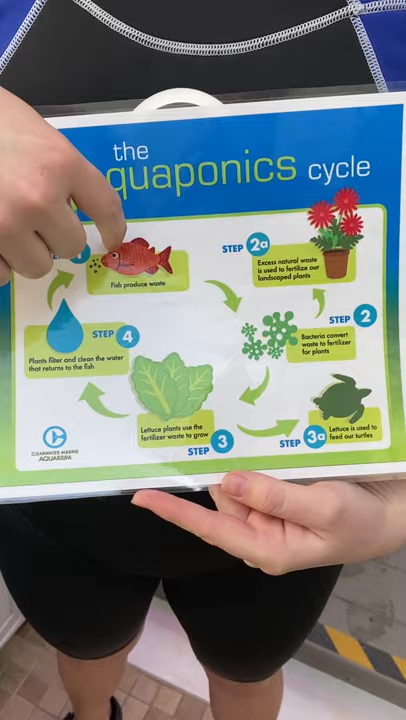 the
quaponics cycle
STEP 2a
Excess natural waste
is used to fertilize our
landscaped plants
Fish produce waste
STEP 2
Bacteria convert
waste to fertilizer
for plants
STEP 4
Plants filter and clean the water
that returns to the fish
Lettuce plants use the
fertilizer waste to grow
STEP 3
STEP 3a
Lettuce is used to
feed our turtles
CLEARWATER MARINE
AQUARIUM